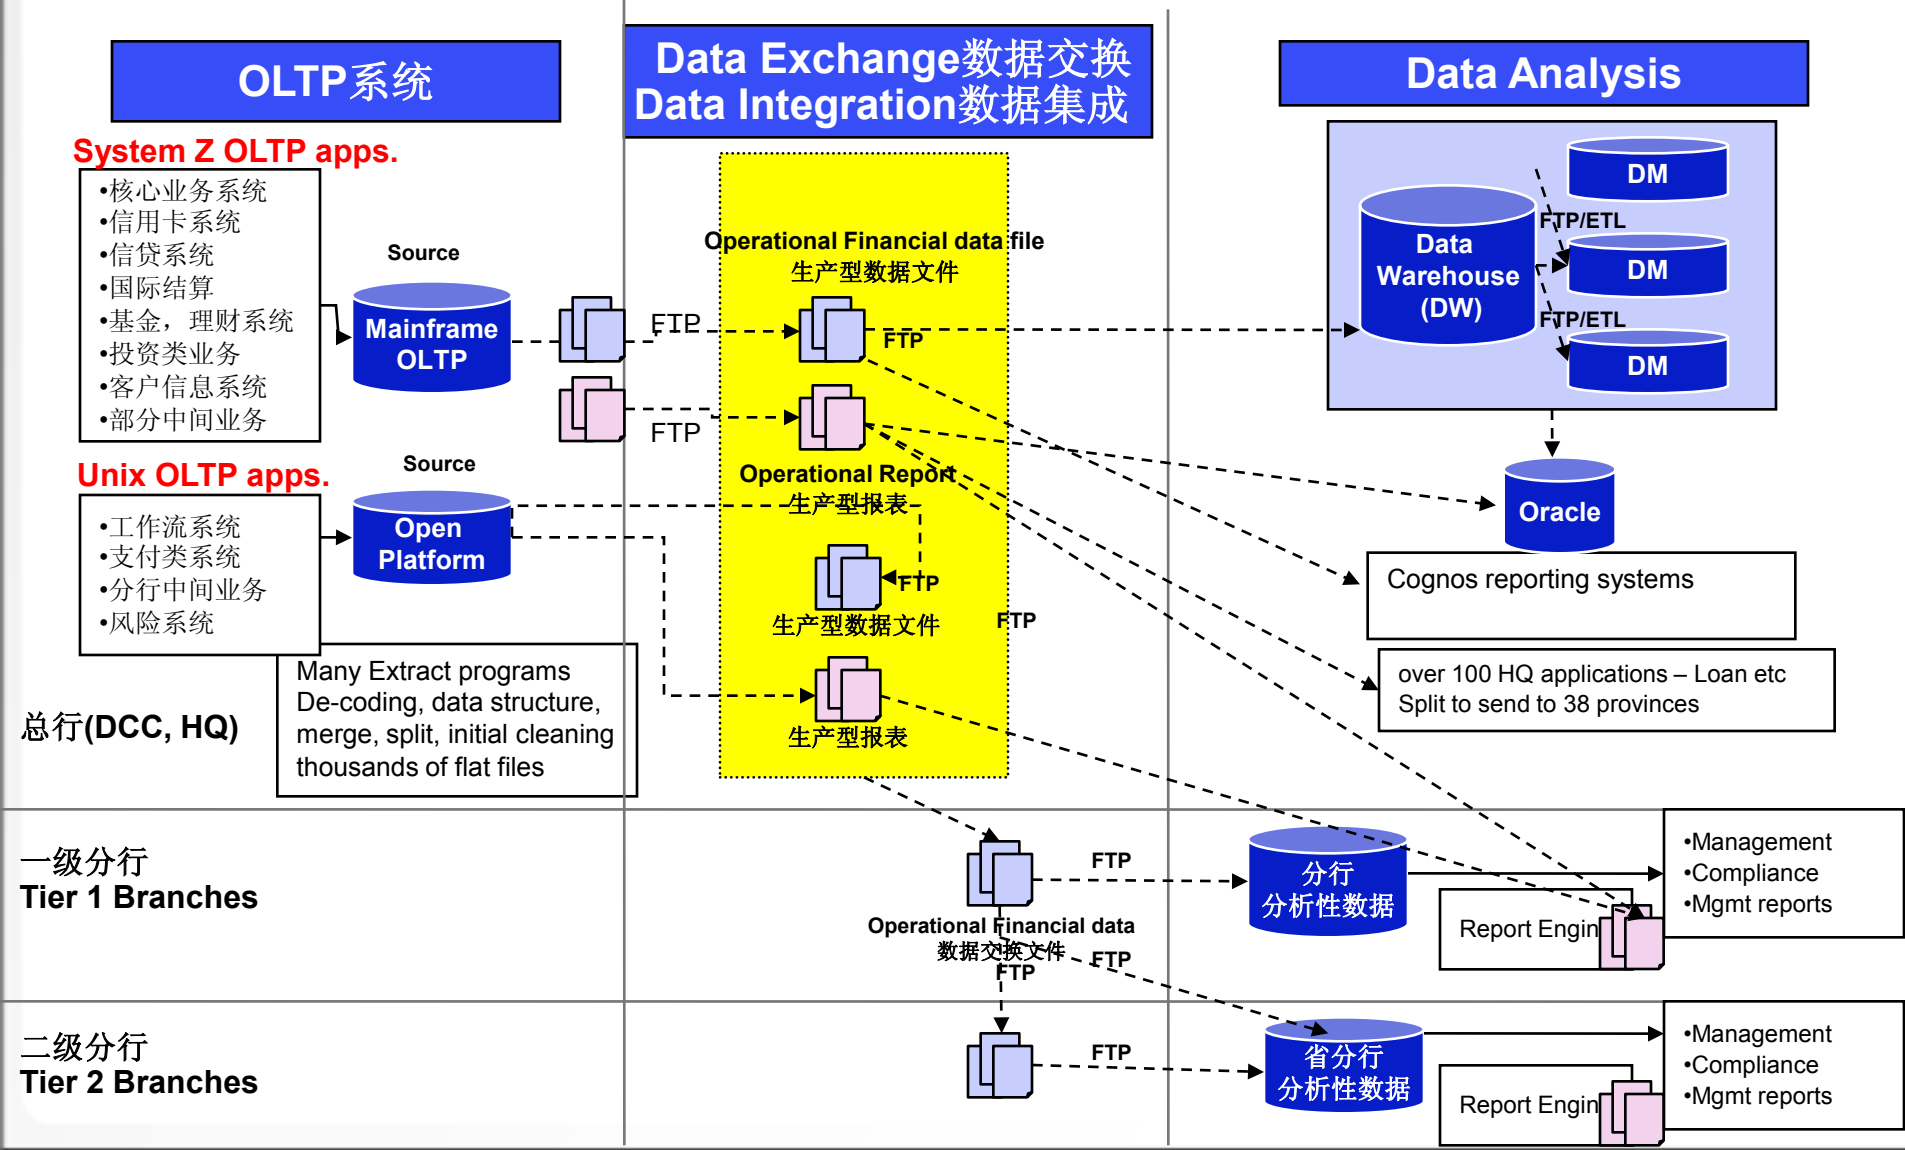 OLTP系统
Data Exchange数据交换
Data Integration数据集成
Data Analysis
System Z OLTP apps.
•核心业务系统
•信用卡系统
•信贷系统
•国际结算
•基金，理财系统
•投资类业务
•客户信息系统
•部分中间业务
Source
Mainframe
OLTP
FTP
FTP
Operational Financial data file
生产型数据文件
FTP
Operational Report
生产型报表
Data
Warehouse
(DW)
DM
FTP/ETL
DM
FTP/ETL
DM
Oracle
Unix OLTP apps.
•工作流系统
•支付类系统
•分行中间业务
•风险系统
Source
Open
Platform
FTP
生产型数据文件
FTP
生产型报表
Cognos reporting systems
over 100 HQ applications – Loan etc
Split to send to 38 provinces
总行(DCC, HQ)
Many Extract programs
De-coding, data structure,
merge, split, initial cleaning
thousands of flat files
一级分行
Tier 1 Branches
FTP
Operational Financial data
数据交换文件
FTP
FTP
分行
分析性数据
Report Engin
•Management
•Compliance
•Mgmt reports
二级分行
Tier 2 Branches
FTP
省分行
分析性数据
Report Engin
•Management
•Compliance
•Mgmt reports